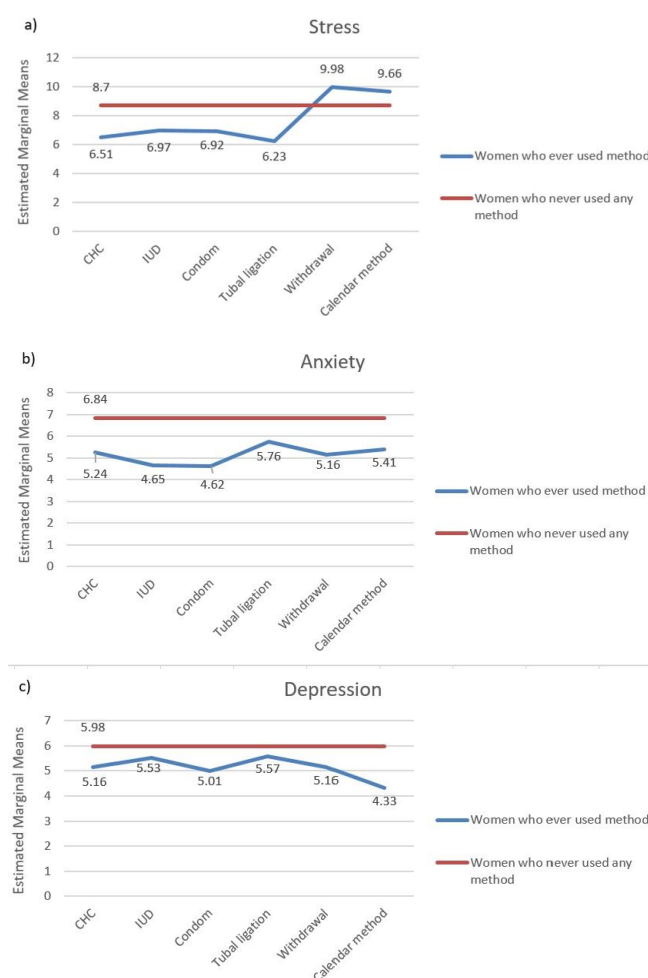 a)
Stress
Estimated Marginal Means
12
10
8
6
4
2
0
8.7
6.51
6.97
6.92
6.23
9.98
9.66
CHC
IUD
Condom
Tubal ligation
Withdrawal
Calendar method
Women who ever used method
Women who never used any
method
b)
Anxiety
Estimated Marginal Means
8
7
6
5
4
3
2
1
0
6.84
5.24
4.65
4.62
5.76
5.16
5.41
CHC
IUD
Condom
Tubal ligation
Withdrawal
Calendar method
Women who ever used method
Women who never used any
method
c)
Depression
Estimated Marginal Means
7
6
5
4
3
2
1
0
5.98
5.16
5.53
5.01
5.57
5.16
4.33
CHC
IUD
Condom
Tubal ligation
Withdrawal
Calendar method
Women who ever used method
Women who never used any
method